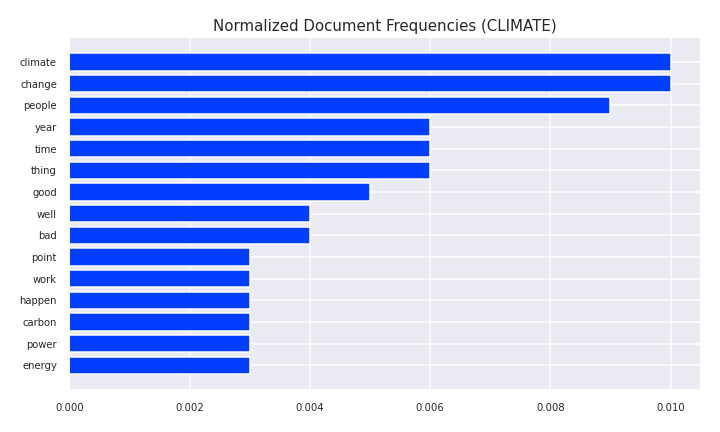 Normalized Document Frequencies (CLIMATE)
climate
change
people
year
time
thing
good
well
bad
point
work
happen
carbon
power
energy
0.000 0.002 0.004 0.006 0.008 0.010